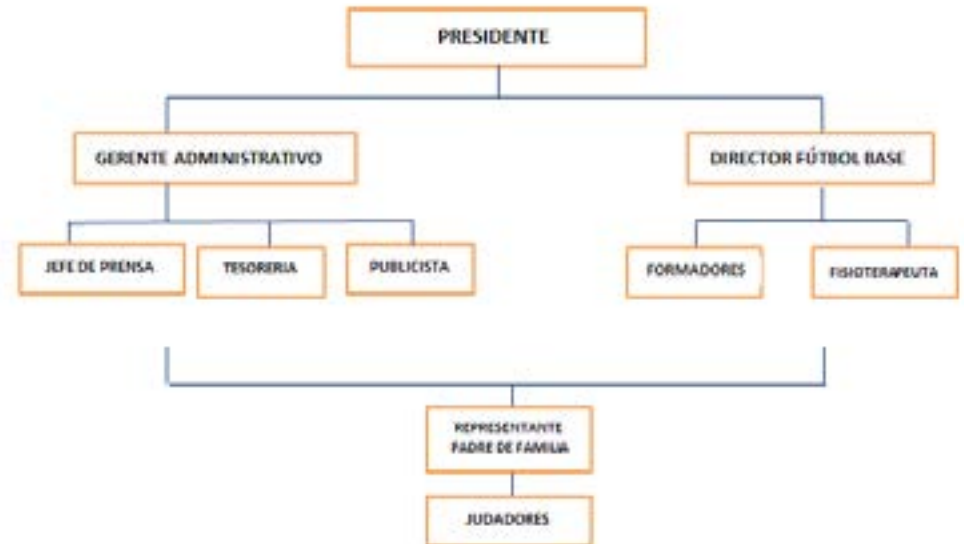 PRESIDENTE
GERENTE ADMINISTRATIVO
DIRECTOR FÚTBOL BASE
JEFE DE PRENSA
TESORERIA
PUBLICISTA
FORMADORES
FISIOTERAPEUTA
REPRESENTANTE
PADRE DE FAMILIA
JUDADORES